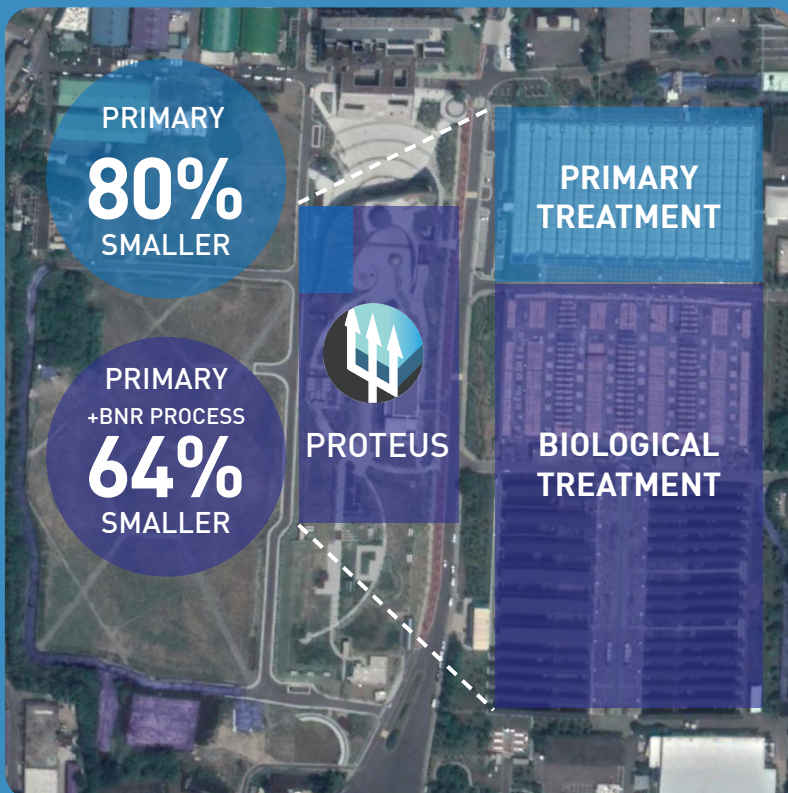 PRIMARY
80%
SMALLER
PRIMARY
TREATMENT
PRIMARY
+BNR PROCESS
64%
SMALLER
PROTEUS
BIOLOGICAL
TREATMENT